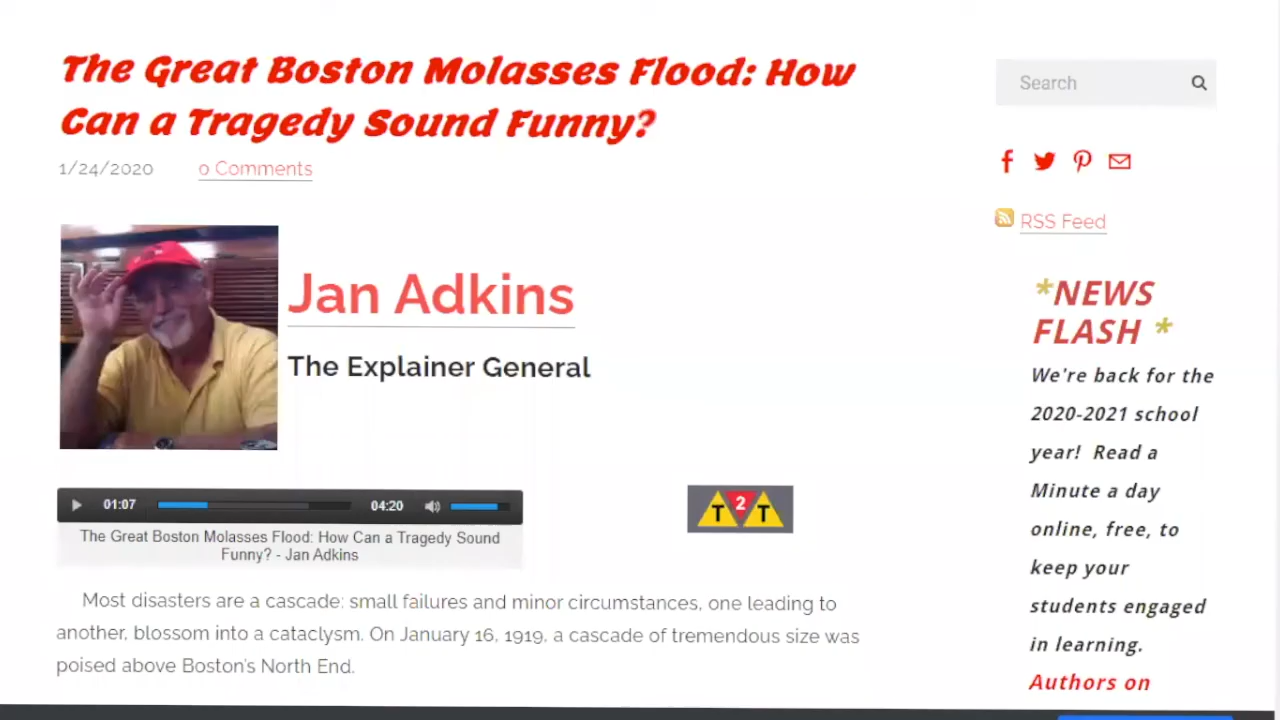 The Great Boston Molasses Flood: How
Can a Tragedy Sound Funny?
1/24/2020 0 Comments
Jan Adkins
The Explainer General
01:07 04:20
The Great Boston Molasses Flood: How Can a Tragedy Sound
Funny? - Jan Adkins
T2T
Most disasters are a cascade: small failures and minor circumstances, one leading to
another, blossom into a cataclysm. On January 16, 1919, a cascade of tremendous size was
poised above Boston's North End.
Search
RSS Feed
*NEWS
FLASH *
We're back for the
2020-2021 school
year! Read a
Minute a day
online, free, to
keep your
students engaged
in learning.
Authors on